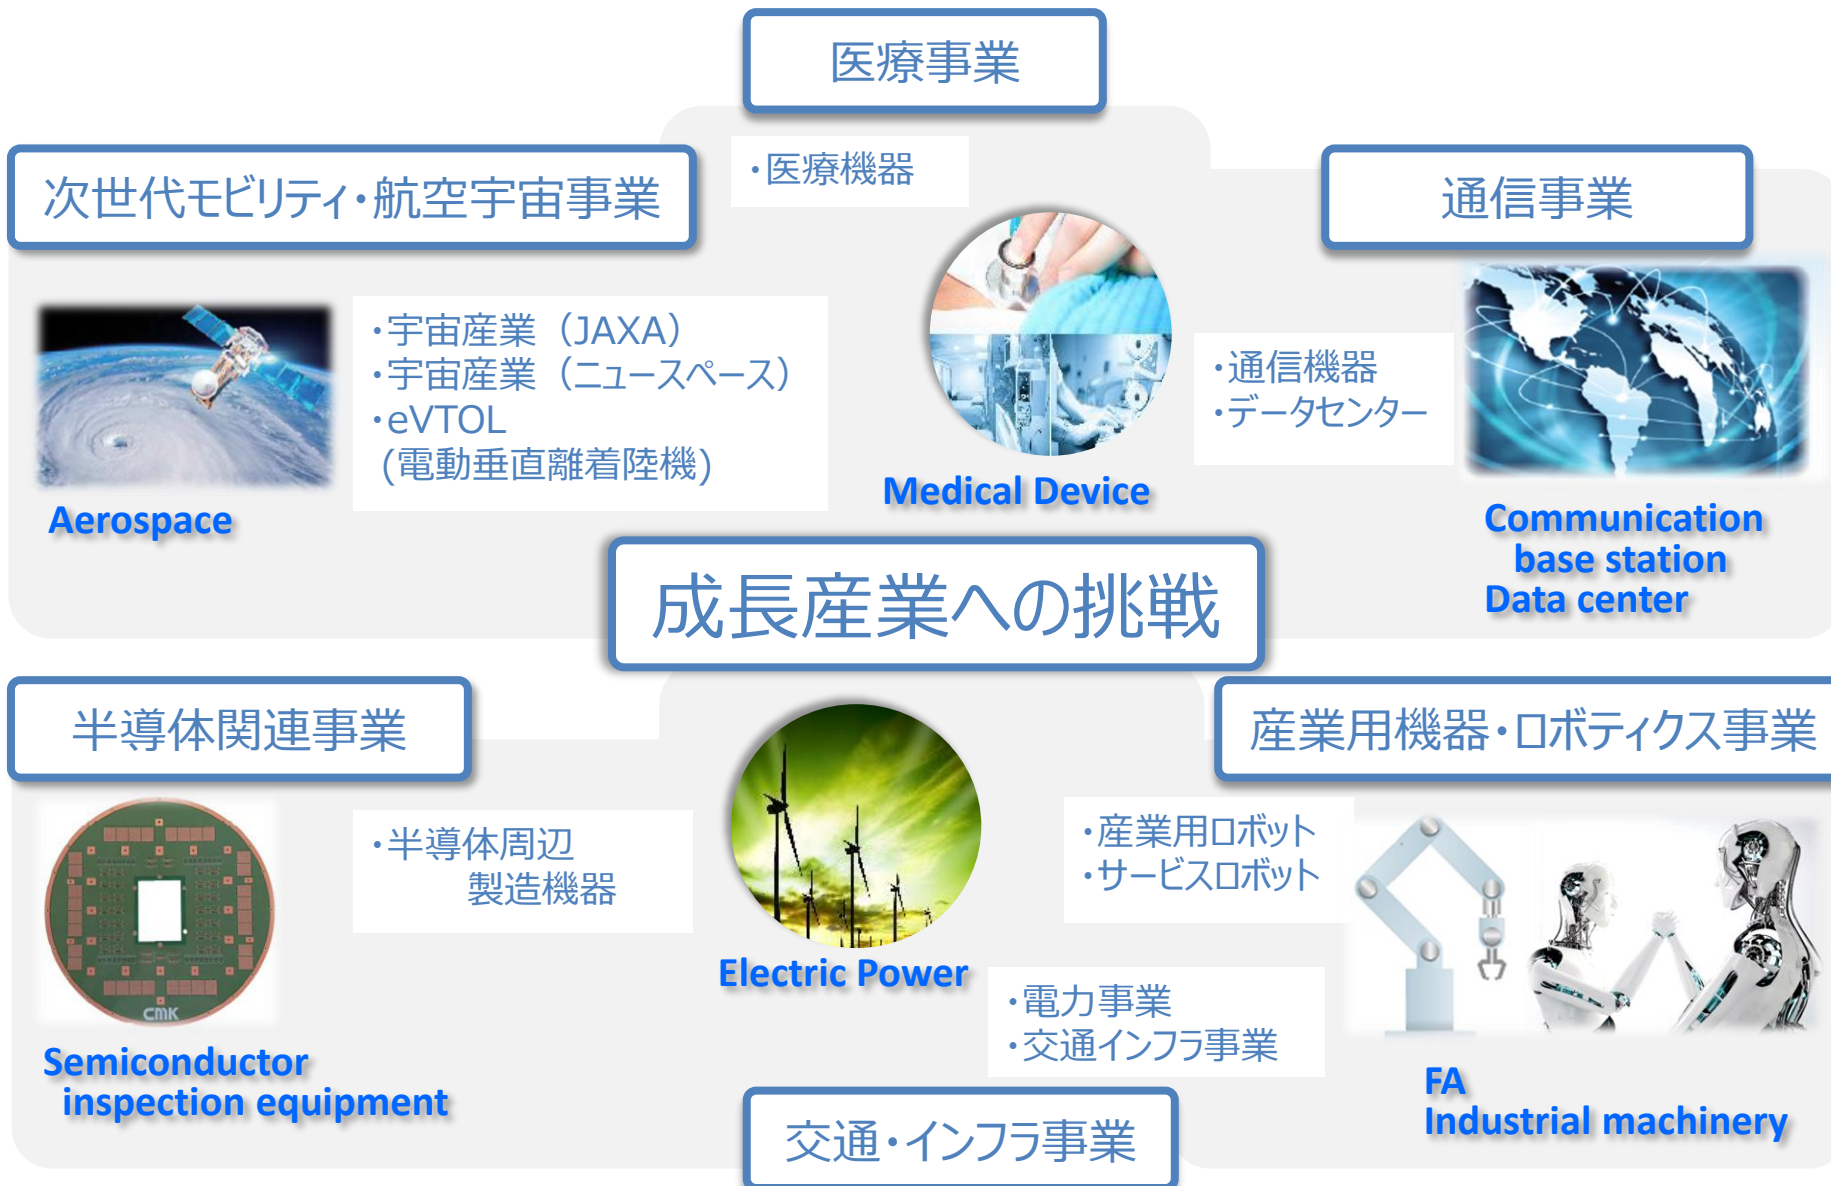 医療事業
次世代モビリティ・航空宇宙事業
・医療機器
通信事業
・宇宙産業（JAXA）
・宇宙産業（ニュースペース）
・eVTOL
(電動垂直離着陸機)
Aerospace
Medical Device
・通信機器
・データセンター
Communication
base station
Data center
成長産業への挑戦
半導体関連事業
産業用機器・ロボティクス事業
・半導体周辺
製造機器
CMK
Semiconductor
inspection equipment
Electric Power
・産業用ロボット
・サービスロボット
・電力事業
・交通インフラ事業
FA
Industrial machinery
交通・インフラ事業